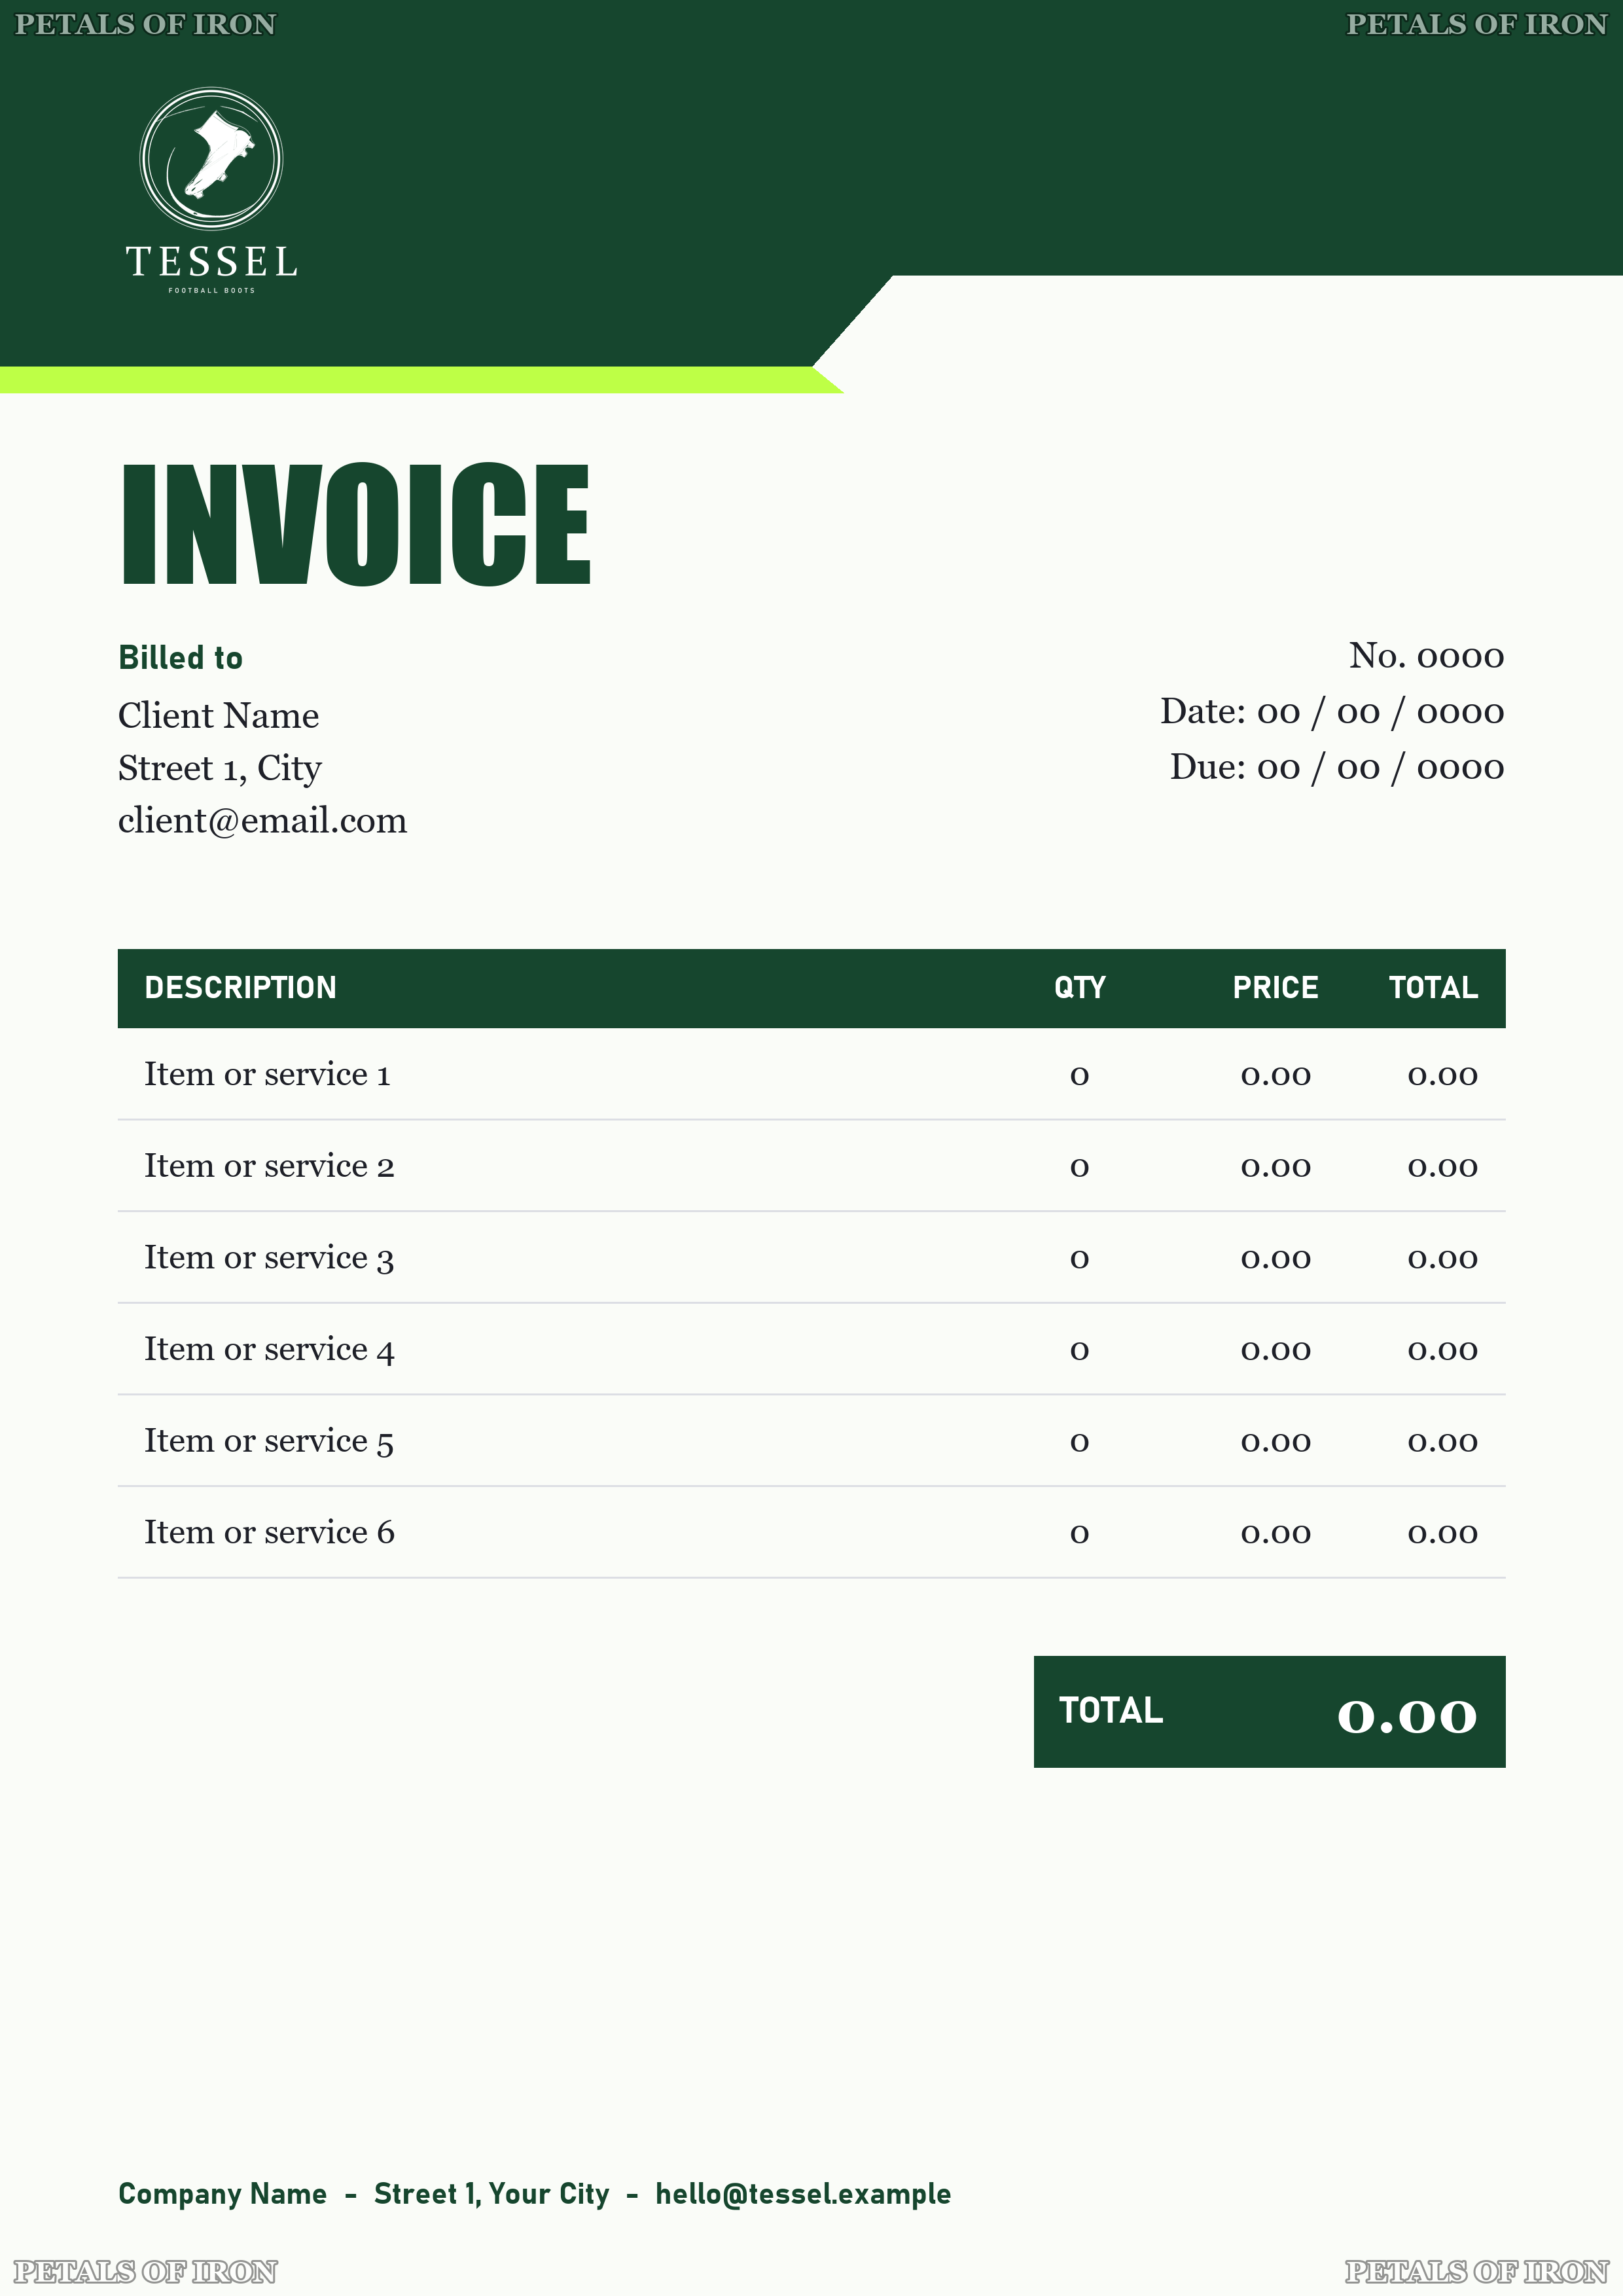 PETALS OF IRON PETALS OF IRON
TESSEL
FOOTBALL BOOTS
INVOICE
Billed to
Client Name
Street 1, City
client@email.com
No. 0000
Date: 00 / 00 / 0000
Due: 00 / 00 / 0000
DESCRIPTION QTY PRICE TOTAL
Item or service 1 0 0.00 0.00
Item or service 2 0 0.00 0.00
Item or service 3 0 0.00 0.00
Item or service 4 0 0.00 0.00
Item or service 5 0 0.00 0.00
Item or service 6 0 0.00 0.00
TOTAL 0.00
Company Name - Street 1, Your City - hello@tessel.example
PETALS OF IRON PETALS OF IRON